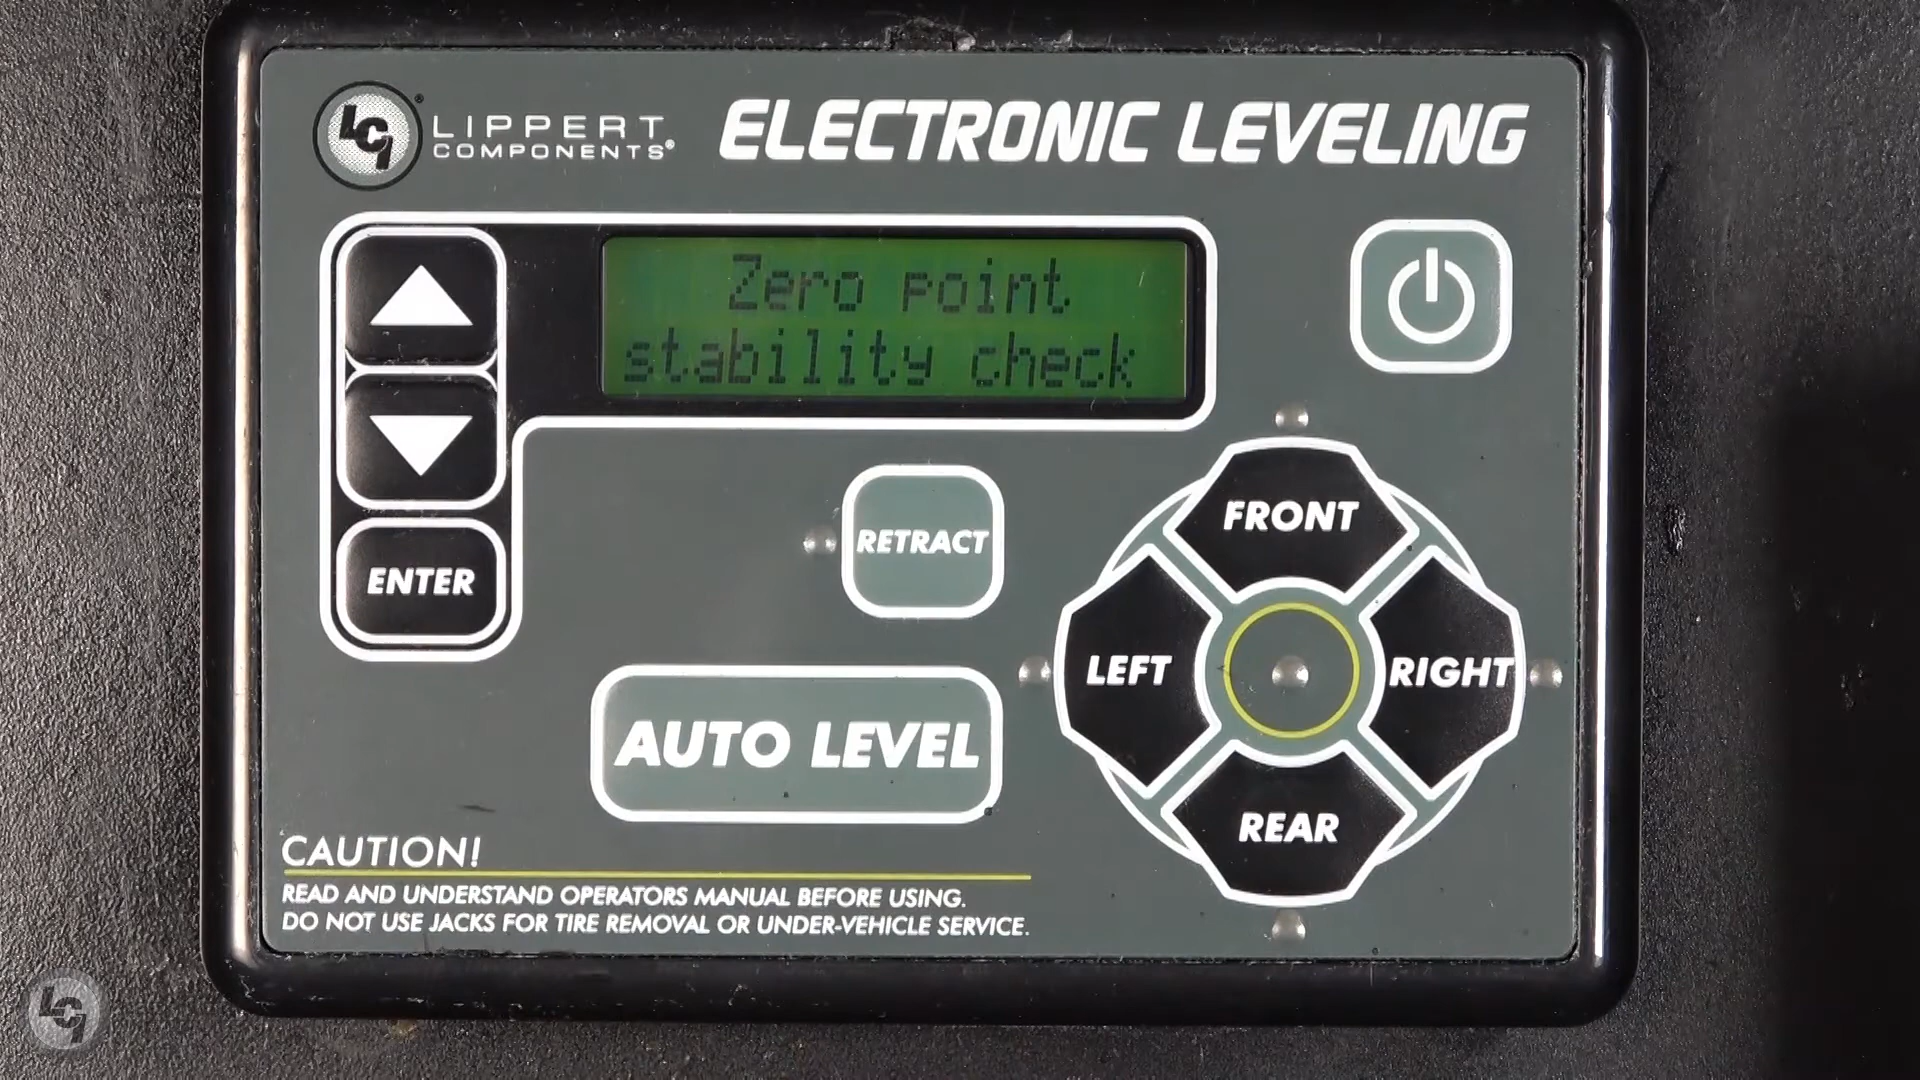 LCI® LIPPERT COMPONENTS®
ELECTRONIC LEVELING
Zero point
stability check
ENTER
RETRACT
AUTO LEVEL
FRONT
LEFT
RIGHT
REAR
CAUTION!
READ AND UNDERSTAND OPERATORS MANUAL BEFORE USING.
DO NOT USE JACKS FOR TIRE REMOVAL OR UNDER-VEHICLE SERVICE.
LCI